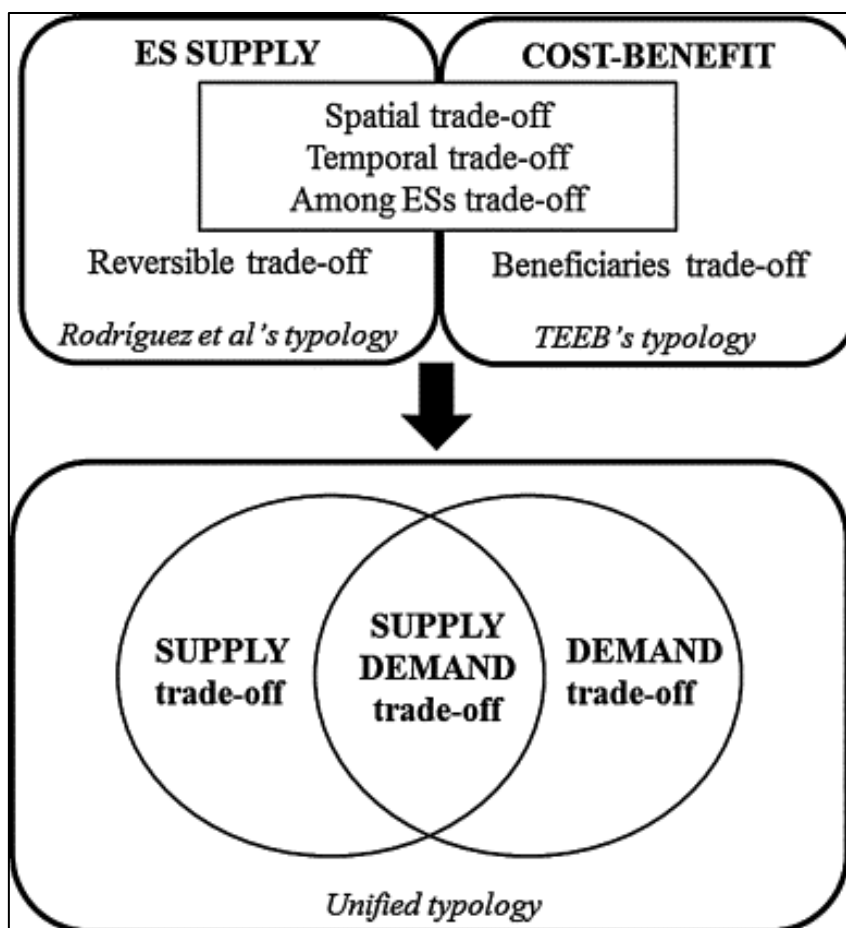 ES SUPPLY
COST-BENEFIT
Spatial trade-off
Temporal trade-off
Among ESs trade-off
Reversible trade-off
Beneficiaries trade-off
Rodríguez et al's typology
TEEB's typology
SUPPLY
trade-off
SUPPLY
DEMAND
trade-off
DEMAND
trade-off
Unified typology